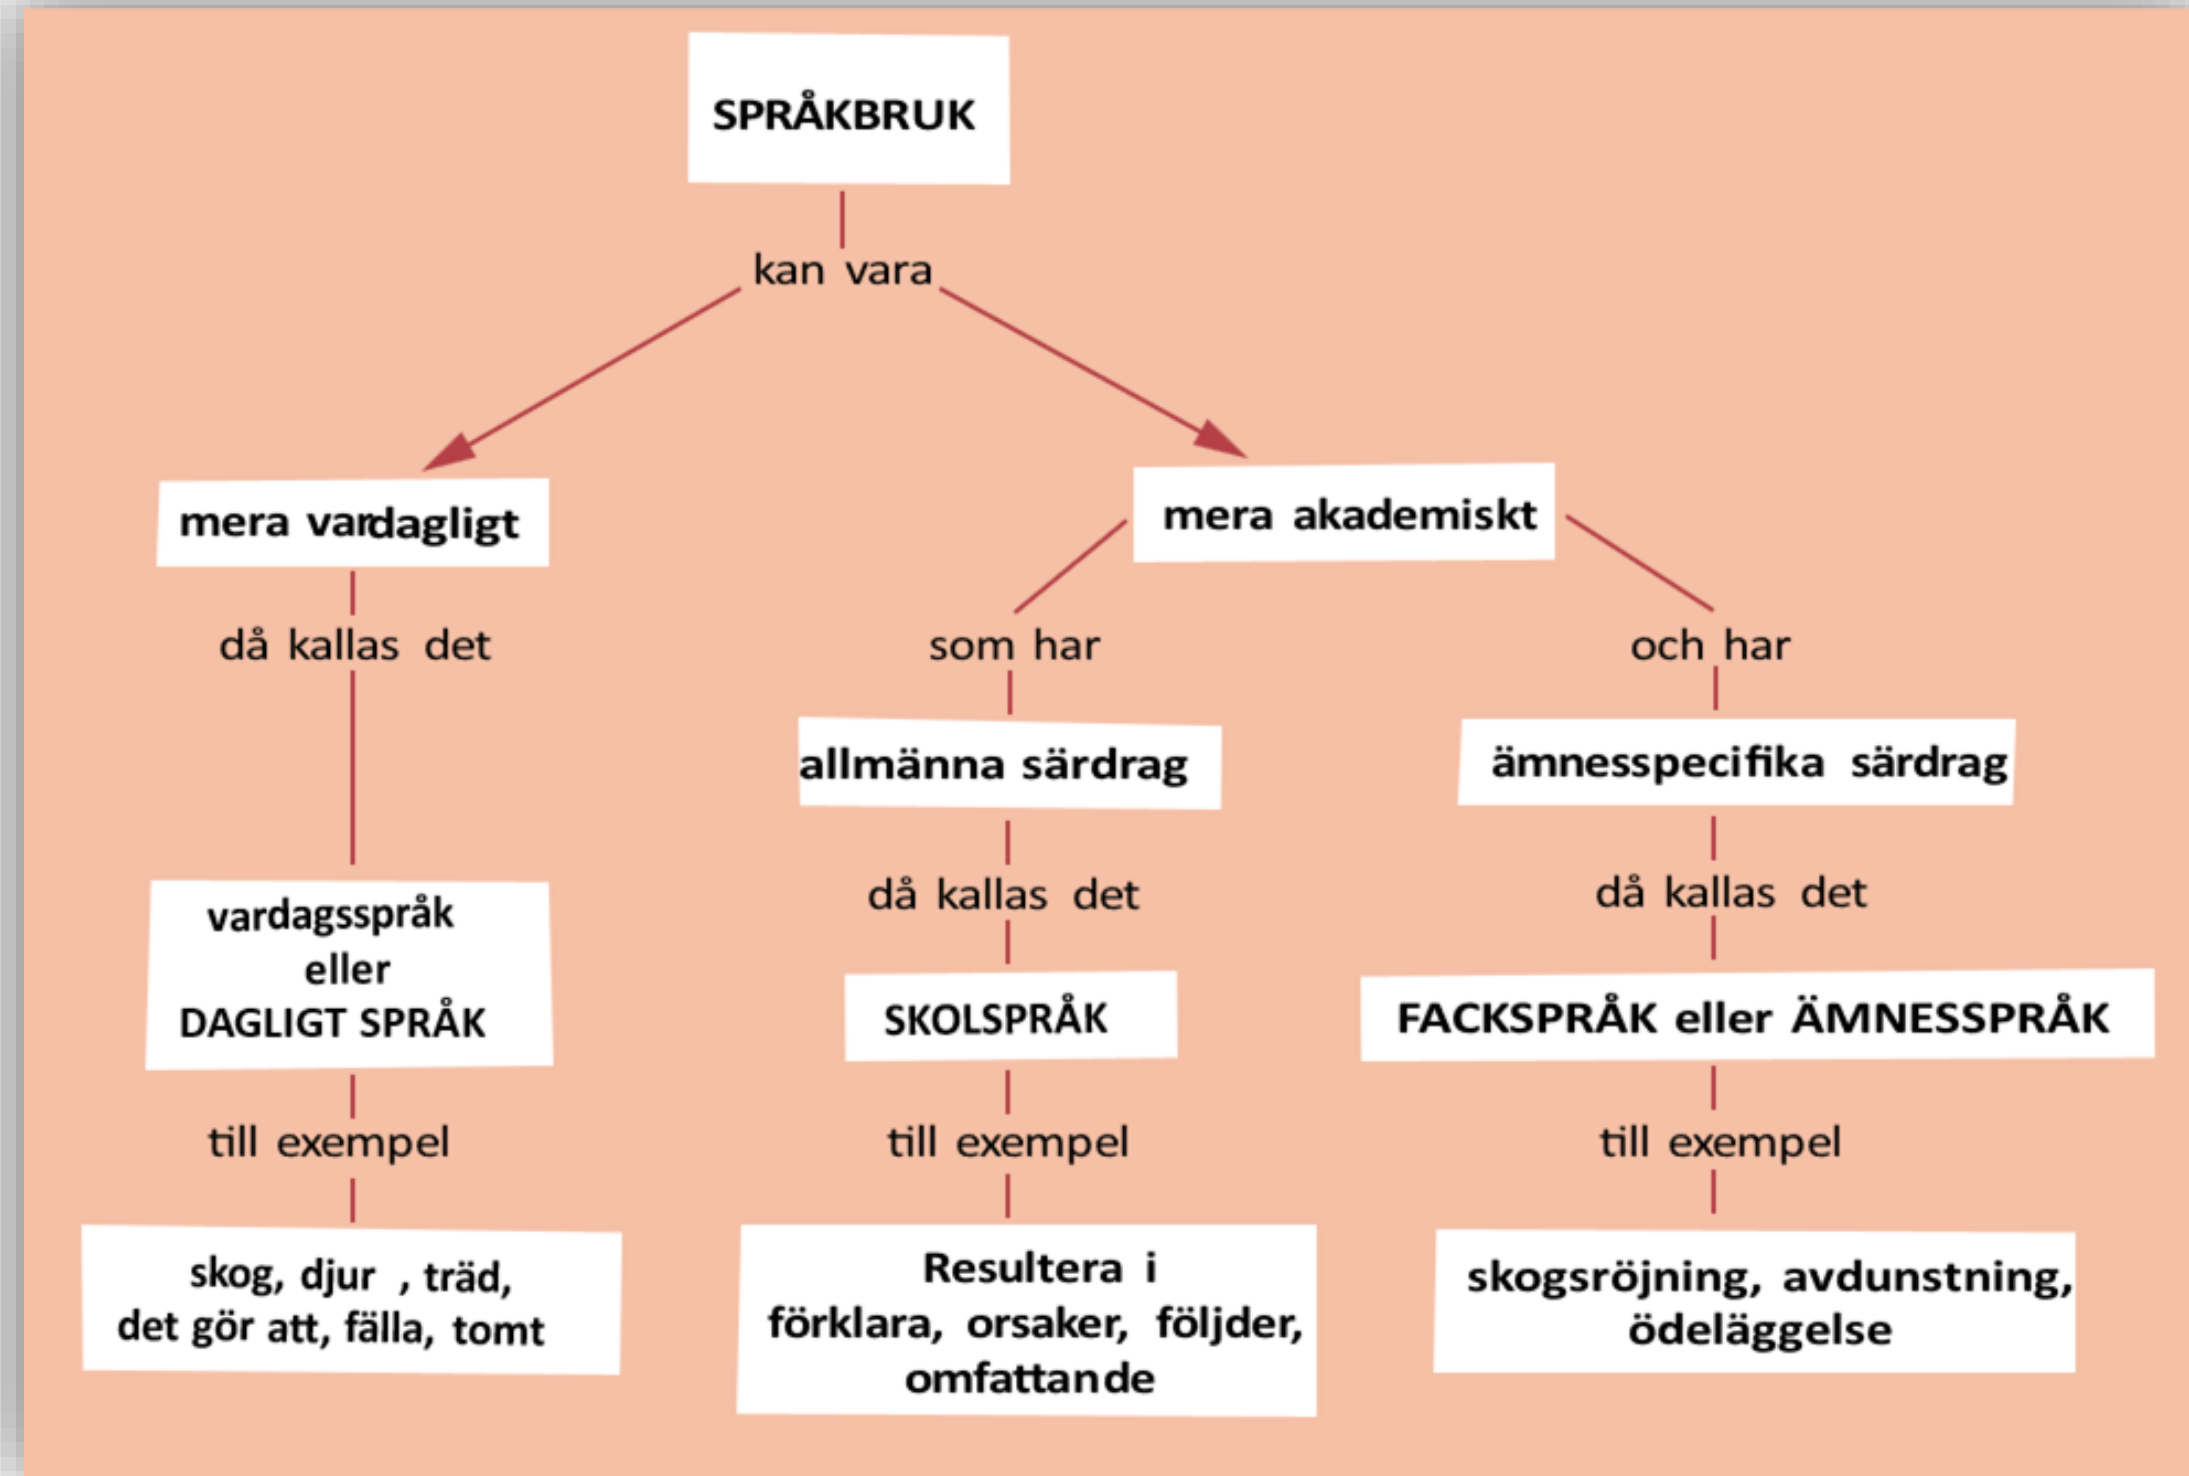 SPRÅKBRUK
kan vara
mera vardagligt
då kallas det
vardagsspråk
eller
DAGLIGT SPRÅK
till exempel
skog, djur , träd,
det gör att, fälla, tomt
mera akademiskt
som har
allmänna särdrag
då kallas det
SKOLSPRÅK
till exempel
Resultera i
förklara, orsaker, följder,
omfattande
och har
ämnesspecifika särdrag
då kallas det
FACKSPRÅK eller ÄMNESSPRÅK
till exempel
skogsröjning, avdunstning,
ödeläggelse